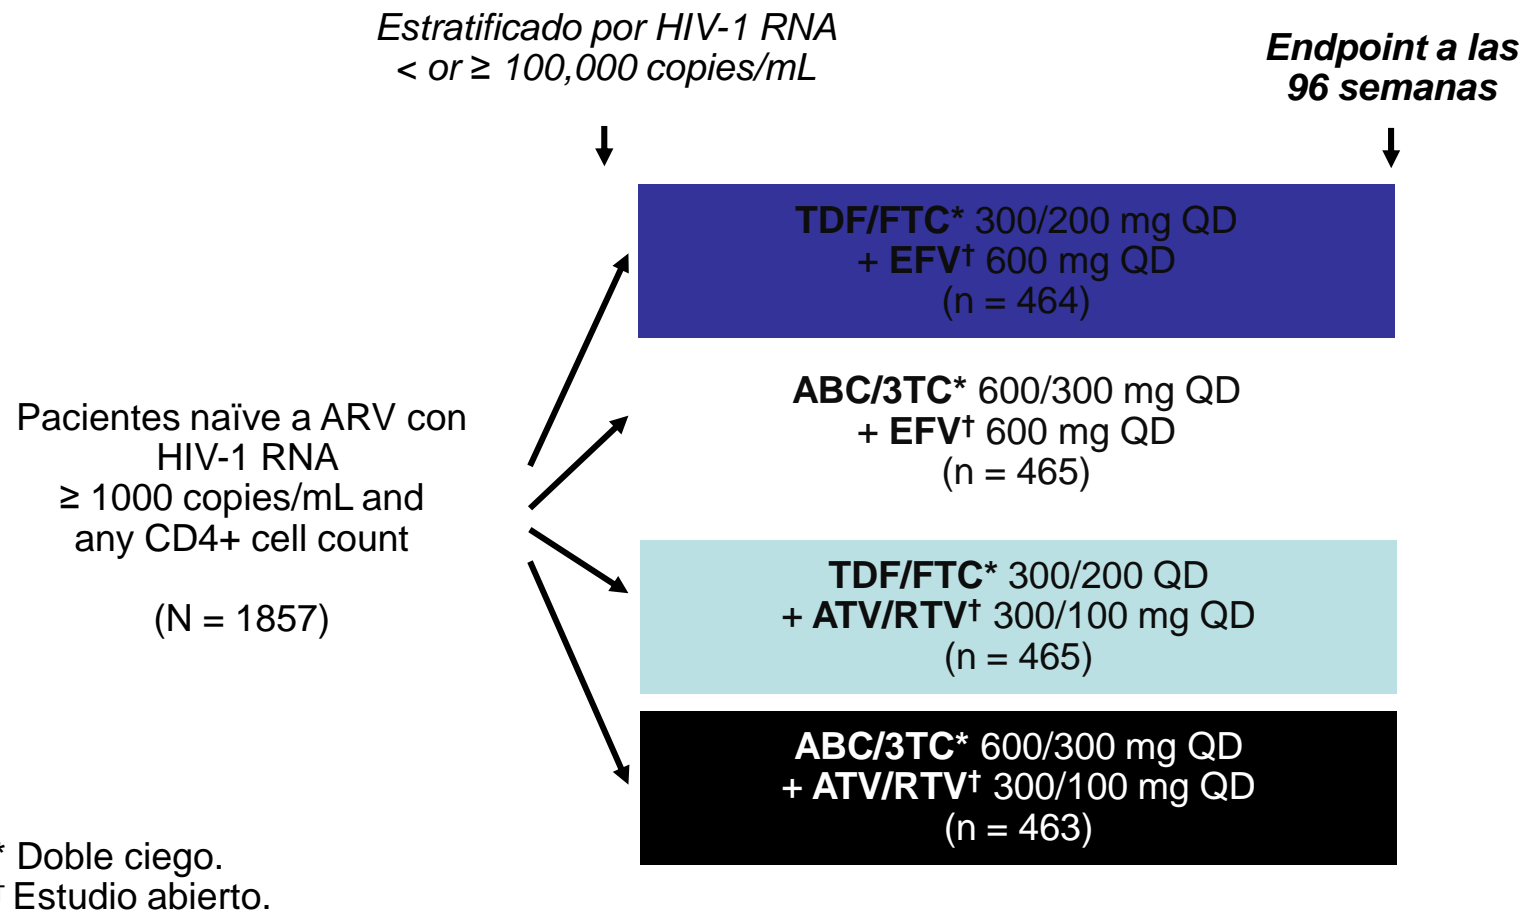 Estratificado por HIV-1 RNA
< or ≥ 100,000 copies/mL
Endpoint a las
96 semanas
TDF/FTC* 300/200 mg QD
+ EFV† 600 mg QD
(n = 464)
ABC/3TC* 600/300 mg QD
+ EFV† 600 mg QD
(n = 465)
Pacientes naïve a ARV con
HIV-1 RNA
≥ 1000 copies/mL and
any CD4+ cell count
(N = 1857)
TDF/FTC* 300/200 QD
+ ATV/RTV† 300/100 mg QD
(n = 465)
ABC/3TC* 600/300 mg QD
+ ATV/RTV† 300/100 mg QD
(n = 463)
* Doble ciego.
† Estudio abierto.